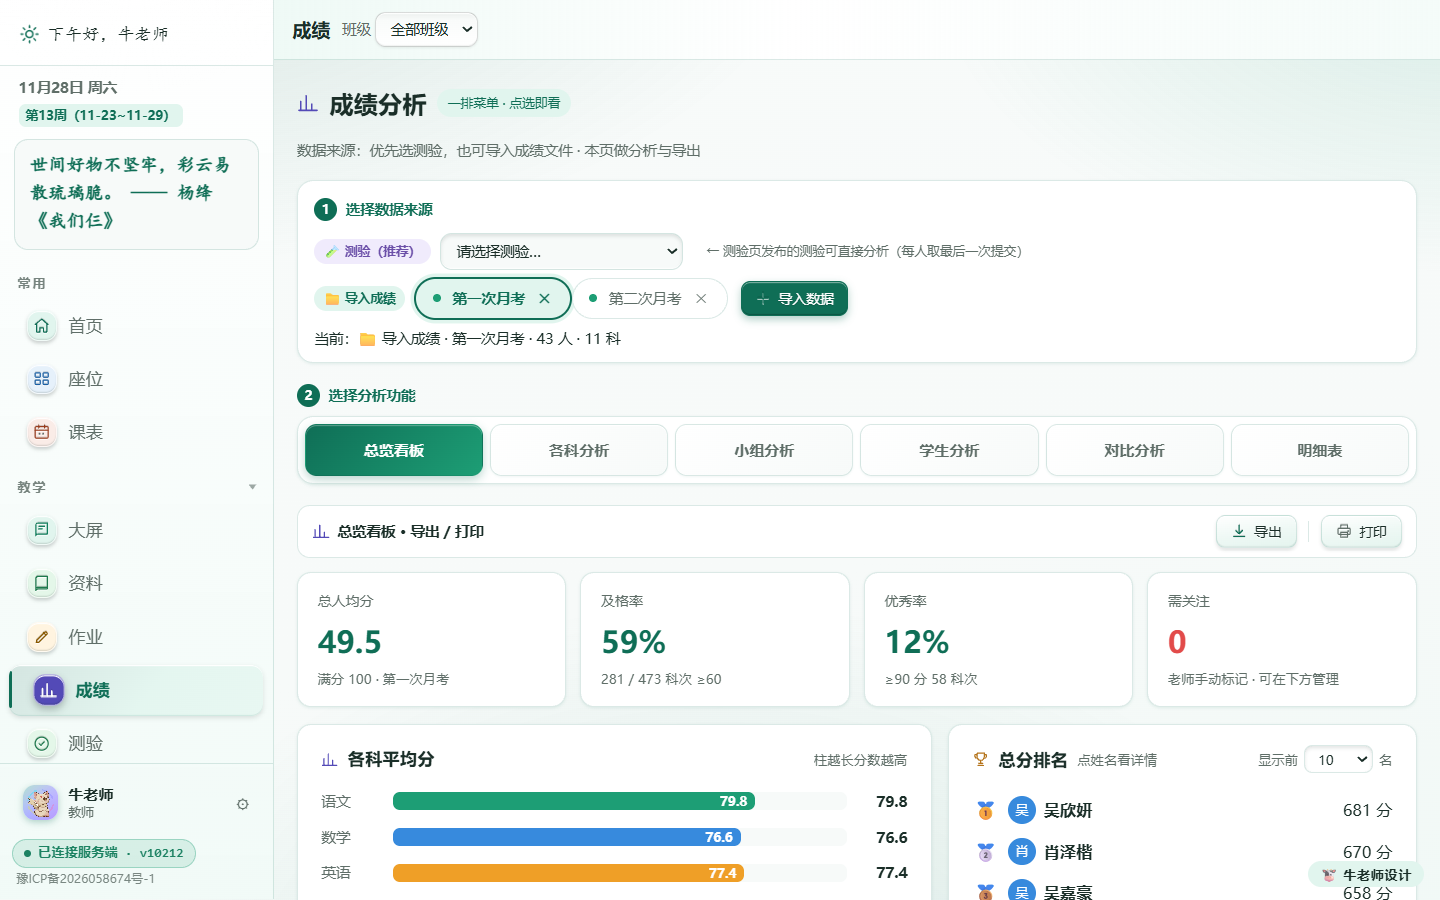 下午好，牛老师
11月28日 周六
第13周（11-23~11-29）
世间好物不坚牢，彩云易
散琉璃脆。 —— 杨绛
《我们仨》
常用
首页
座位
课表
教学
大屏
资料
作业
成绩
测验
牛老师
教师
已连接服务端 · v10212
豫ICP备2026058674号-1
成绩 班级 全部班级
成绩分析 一排菜单 · 点选即看
数据来源：优先选测验，也可导入成绩文件 · 本页做分析与导出
1 选择数据来源
测验（推荐） 请选择测验... ← 测验页发布的测验可直接分析（每人取最后一次提交）
导入成绩 第一次月考 × 第二次月考 × ＋ 导入数据
当前： 导入成绩 · 第一次月考 · 43 人 · 11 科
2 选择分析功能
总览看板 各科分析 小组分析 学生分析 对比分析 明细表
总览看板 • 导出 / 打印 导出 打印
总人均分 及格率 优秀率 需关注
49.5 59% 12% 0
满分 100 · 第一次月考 281 / 473 科次 ≥60 ≥90 分 58 科次 老师手动标记 · 可在下方管理
各科平均分 柱越长分数越高
语文 79.8 79.8
数学 76.6 76.6
英语 77.4 77.4
总分排名 点姓名看详情 显示前 10 名
1 吴 吴欣妍 681 分
2 肖 肖泽楷 670 分
3 吴 吴嘉豪 658 分
牛老师设计